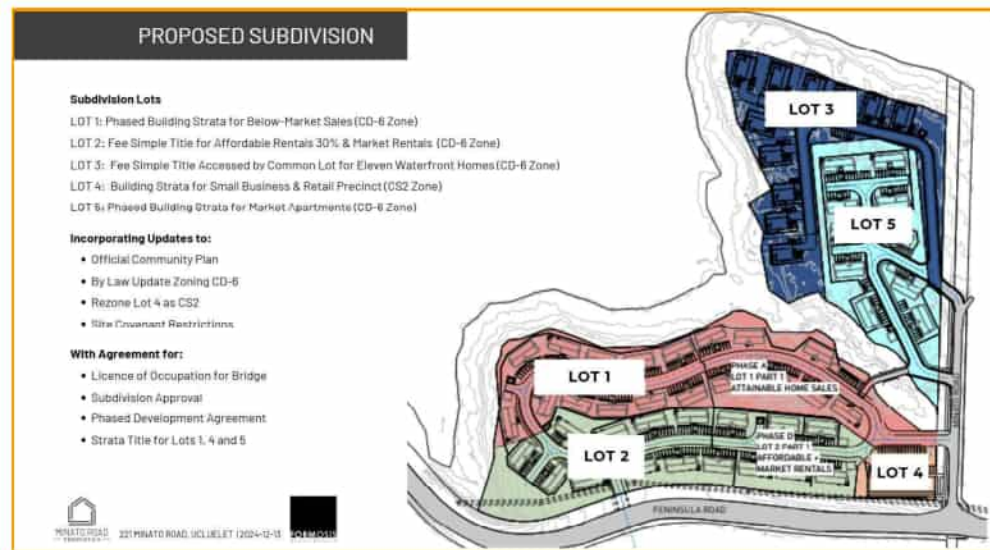 PROPOSED SUBDIVISION
Subdivision Lots
LOT 1: Phased Building Strata for Below-Market Sales (CD-6 Zone)
LOT 2: Fee Simple Title for Affordable Rentals 30% & Market Rentals (CD-6 Zone)
LOT 3: Fee Simple Title Accessed by Common Lot for Eleven Waterfront Homes (CD-6 Zone)
LOT 4: Building Strata for Small Business & Retail Precinct (CS2 Zone)
LOT 5: Phased Building Strata for Market Apartments (CD-6 Zone)
Incorporating Updates to:
• Official Community Plan
• By Law Update Zoning CD-6
• Rezone Lot 4 as CS2
• Site Covenant Restrictions
With Agreement for:
• Licence of Occupation for Bridge
• Subdivision Approval
• Phased Development Agreement
• Strata Title for Lots 1, 4 and 5
MINATO ROAD
221 MINATO ROAD, UCLUELET | 2024-12-13
FORMOSIS
LOT 3
LOT 5
LOT 1
PHASE A
LOT 1 PART 1
ATTAINABLE HOME SALES
LOT 2
PHASE D
LOT 2 PART 1
AFFORDABLE +
MARKET RENTALS
LOT 4
PENINSULA ROAD